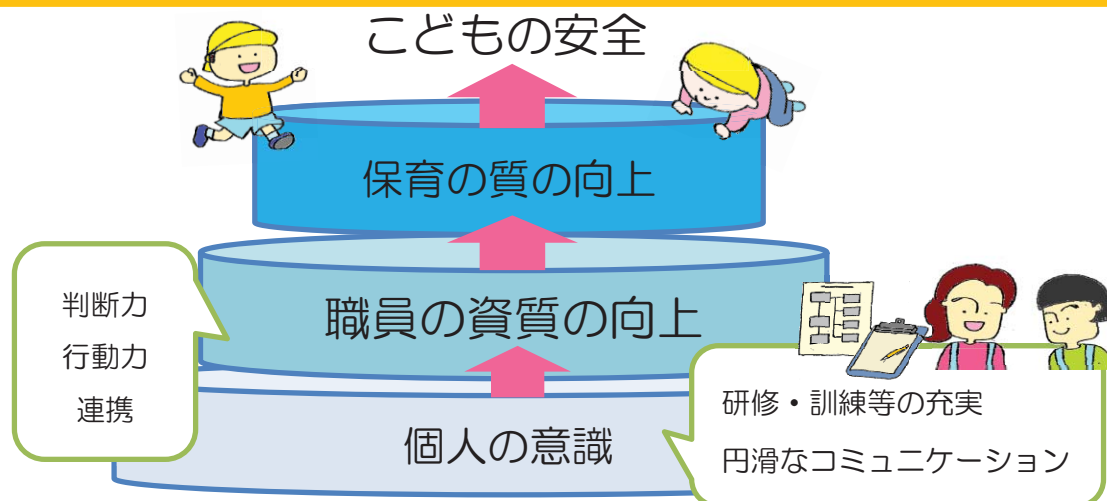 こどもの安全
保育の質の向上
職員の資質の向上
判断力
行動力
連携
個人の意識
研修・訓練等の充実
円滑なコミュニケーション